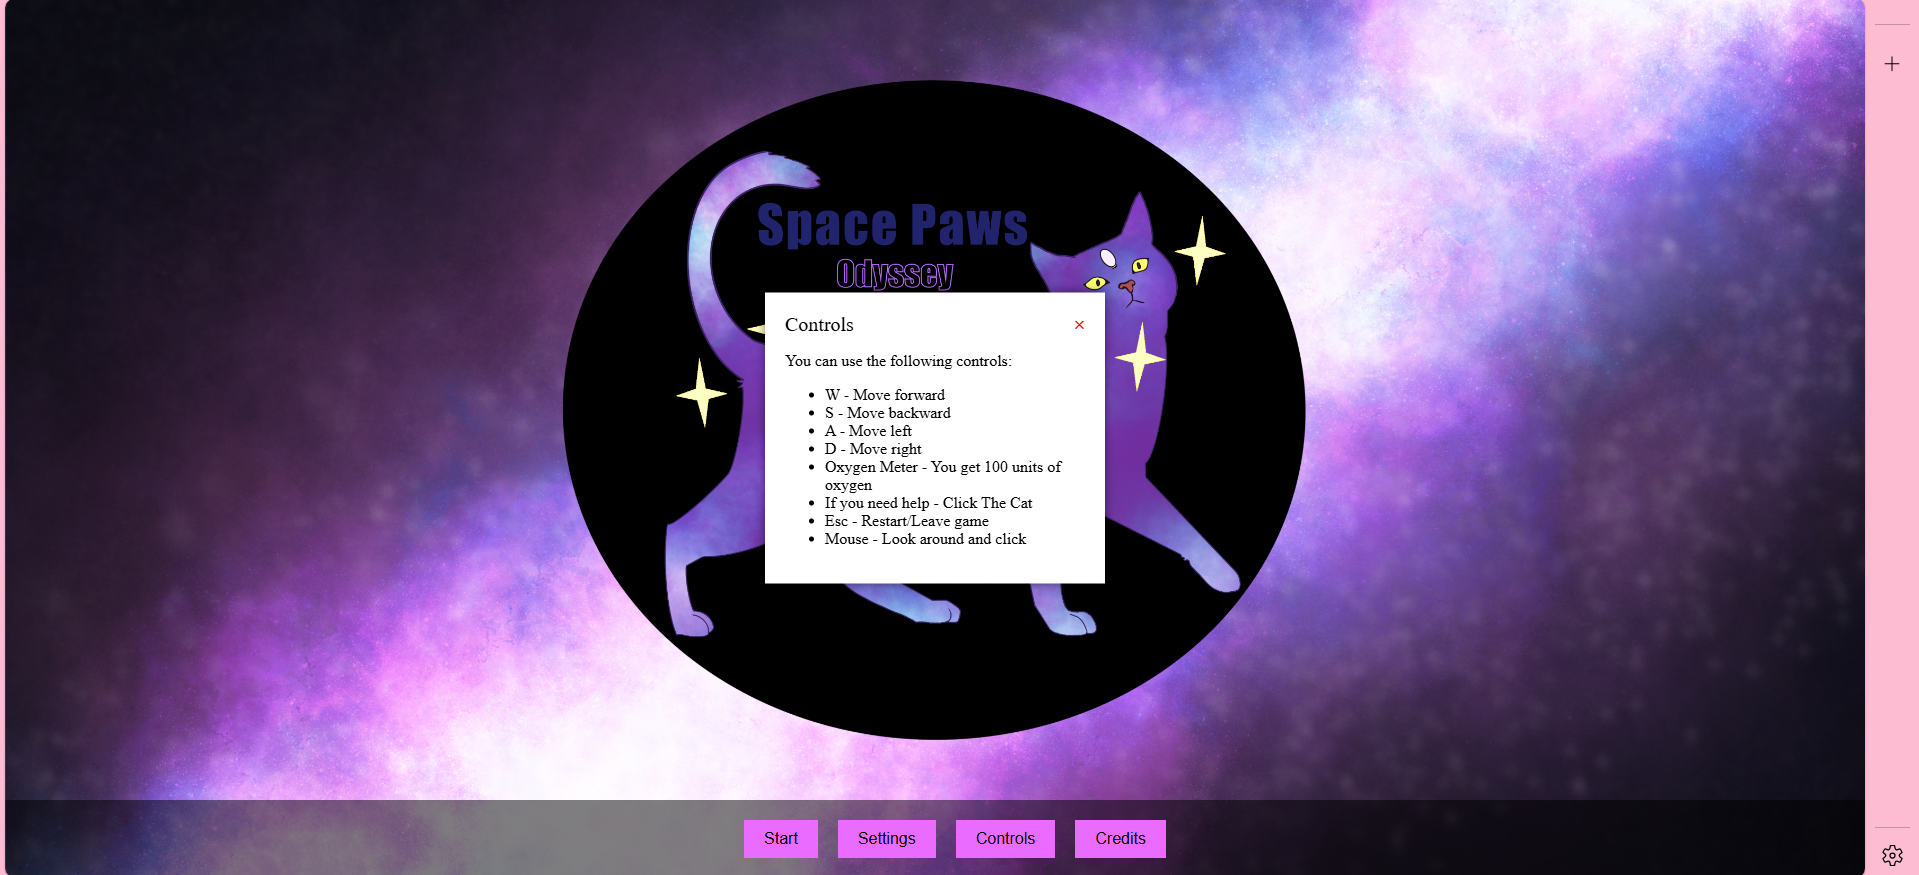 Space Paws
Odyssey
Controls
×
You can use the following controls:
• W - Move forward
• S - Move backward
• A - Move left
• D - Move right
• Oxygen Meter - You get 100 units of
oxygen
• If you need help - Click The Cat
• Esc - Restart/Leave game
• Mouse - Look around and click
Start Settings Controls Credits